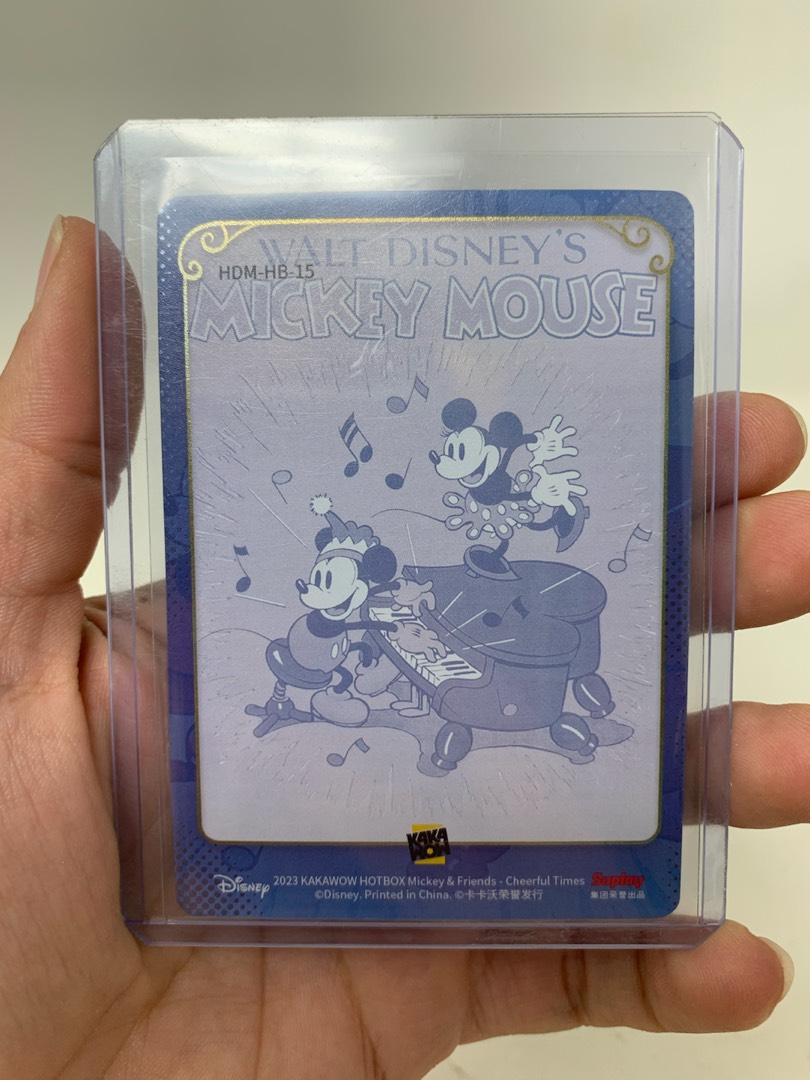 WALT DISNEY'S
HDM-HB-15
MICKEY MOUSE
KAKA
WOW
Disney
2023 KAKAWOW HOTBOX Mickey & Friends - Cheerful Times
©Disney. Printed in China. ©卡卡沃荣誉发行
Suplay
集团荣誉出品